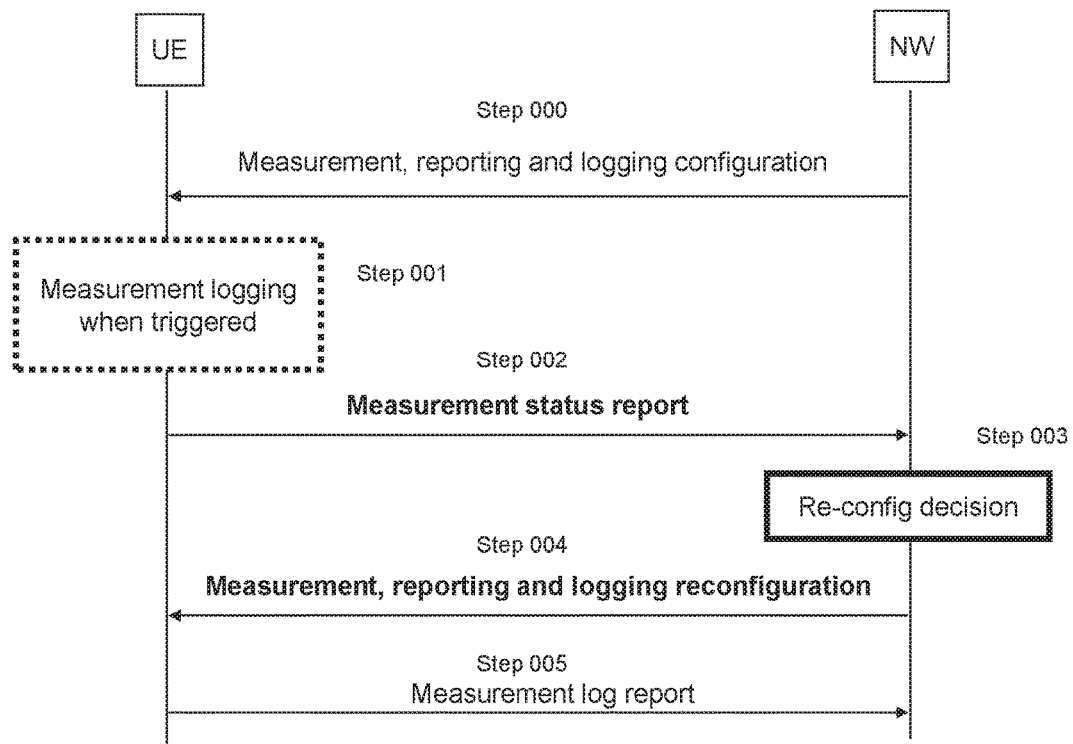 UE
NW
Step 000
Measurement, reporting and logging configuration
Measurement logging
when triggered
Step 001
Step 002
Measurement status report
Step 003
Re-config decision
Step 004
Measurement, reporting and logging reconfiguration
Step 005
Measurement log report